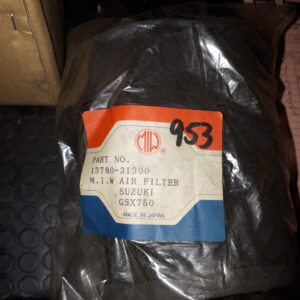 MIW
R
953
PART NO.
13780-31300
M.I.W AIR FILTER
SUZUKI
GSX750
MADE IN JAPAN